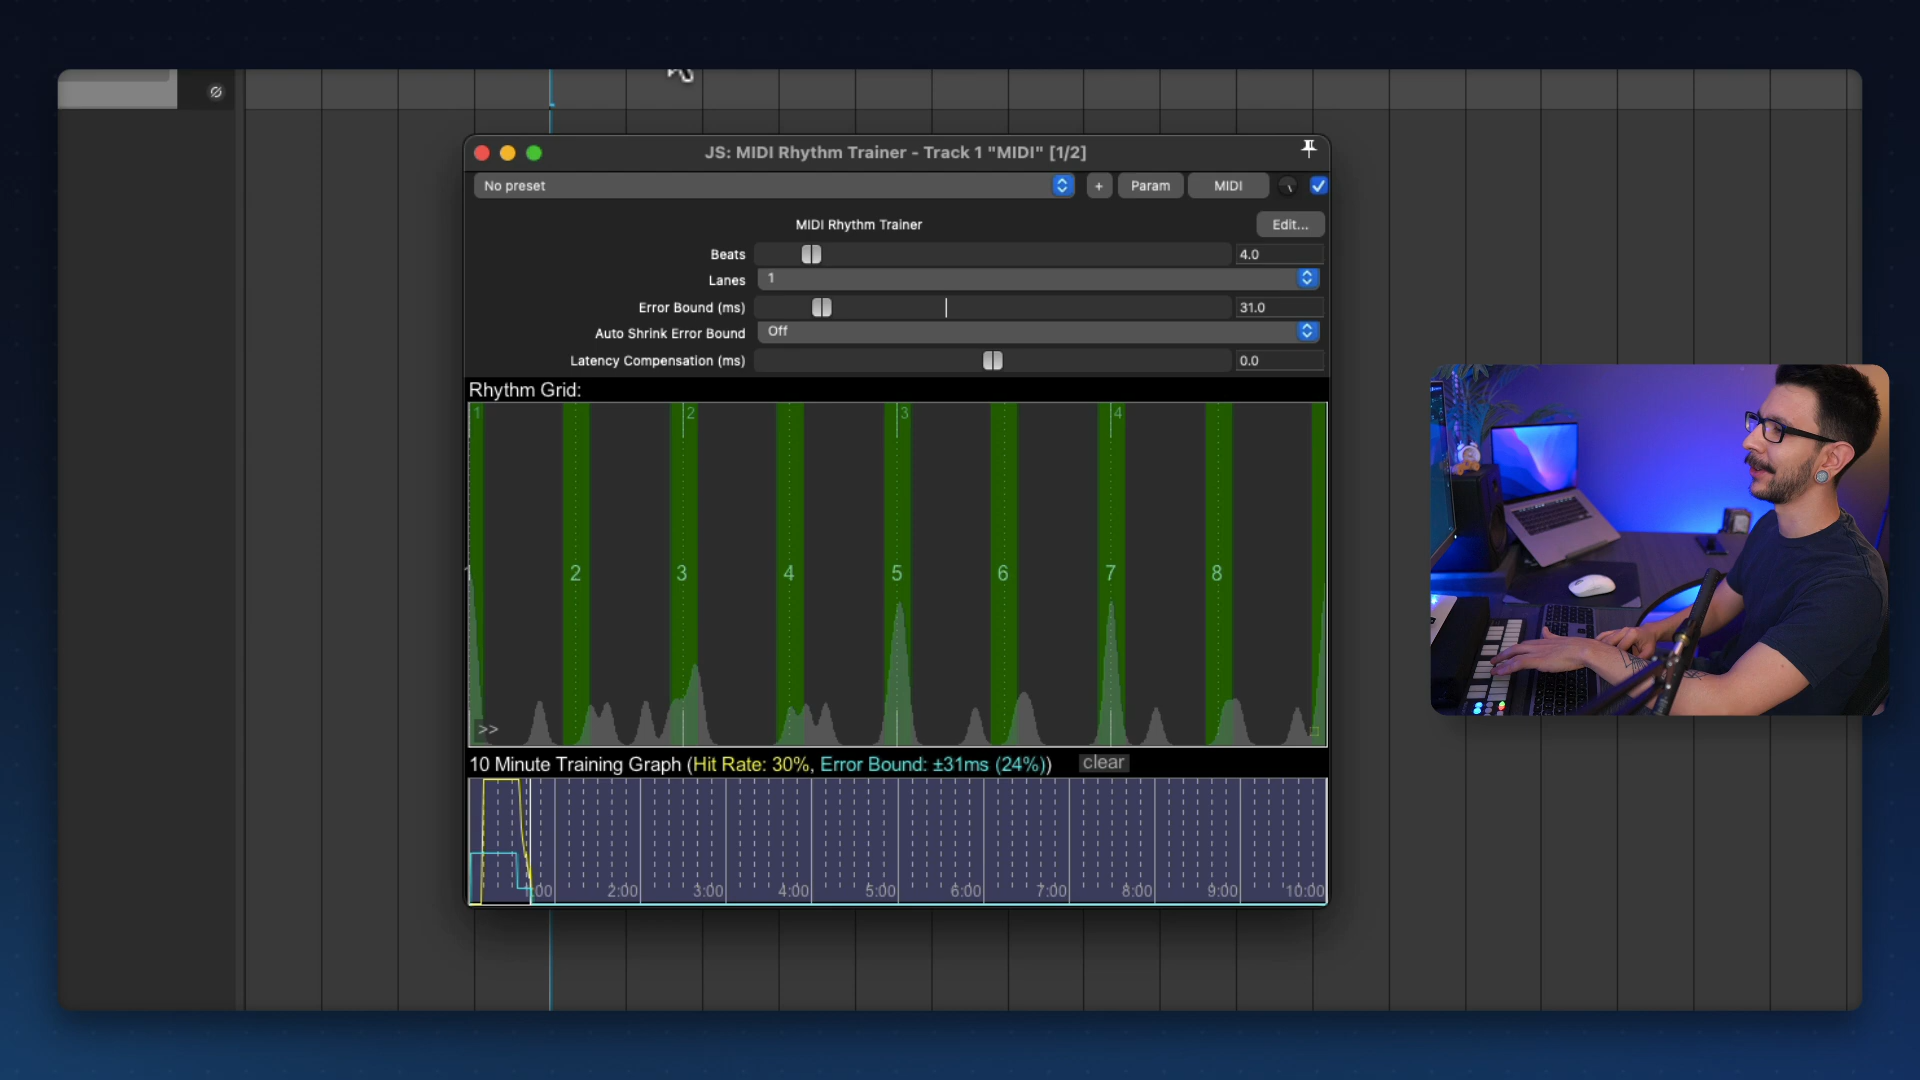 JS: MIDI Rhythm Trainer - Track 1 "MIDI" [1/2]
No preset
+
Param
MIDI
MIDI Rhythm Trainer
Edit...
Beats
4.0
Lanes
1
Error Bound (ms)
31.0
Auto Shrink Error Bound
Off
Latency Compensation (ms)
0.0
Rhythm Grid:
1 2 3 4
1 2 3 4 5 6 7 8
>>
10 Minute Training Graph (Hit Rate: 30%, Error Bound: ±31ms (24%))
clear
2:00 3:00 4:00 5:00 6:00 7:00 8:00 9:00 10:00